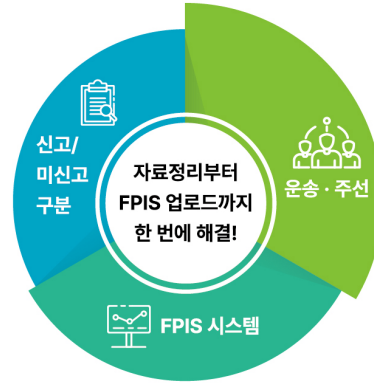 신고/
미신고
구분
자료정리부터
FPIS 업로드까지
한 번에 해결!
운송 · 주선
FPIS 시스템